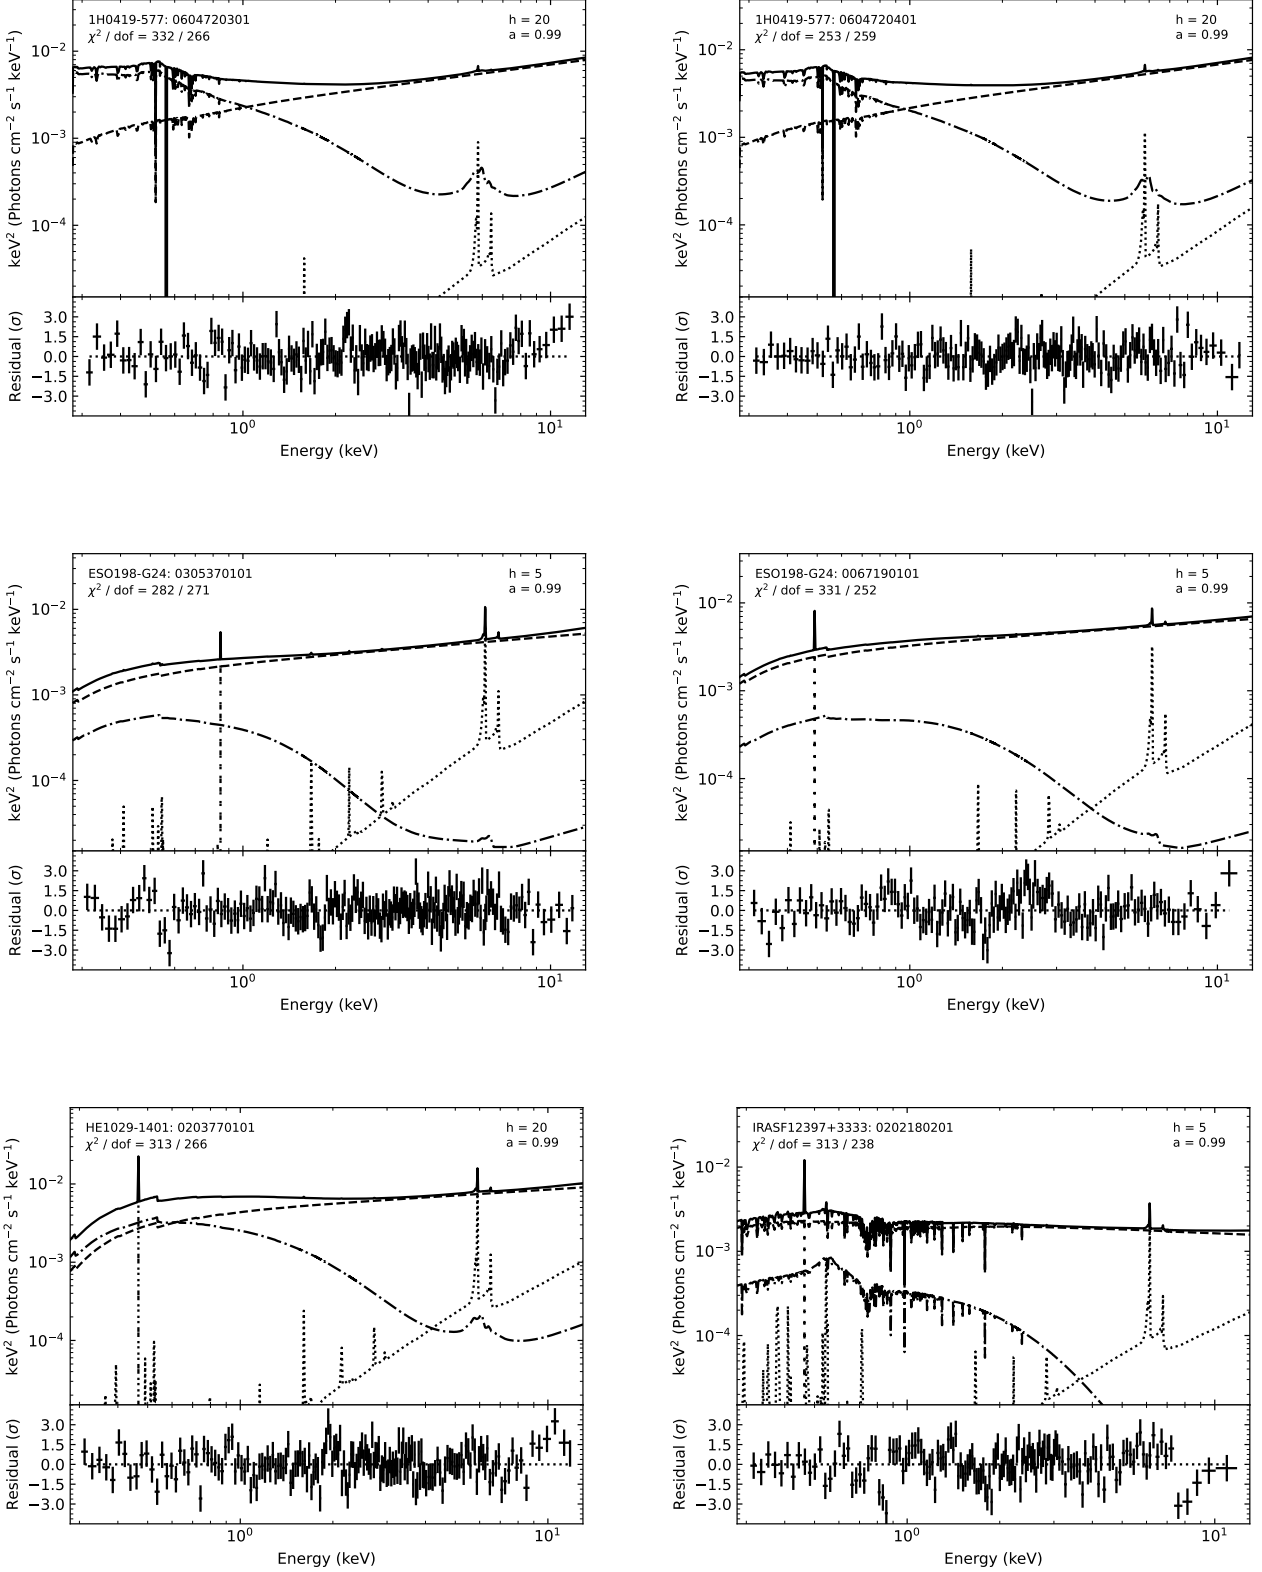 1H0419-577: 0604720301
χ² / dof = 332 / 266
h = 20
a = 0.99
keV² (Photons cm⁻² s⁻¹ keV⁻¹)
10⁻²
10⁻³
10⁻⁴
Residual (σ)
3.0
1.5
0.0
−1.5
−3.0
10⁰
10¹
Energy (keV)
1H0419-577: 0604720401
χ² / dof = 253 / 259
h = 20
a = 0.99
keV² (Photons cm⁻² s⁻¹ keV⁻¹)
10⁻²
10⁻³
10⁻⁴
Residual (σ)
3.0
1.5
0.0
−1.5
−3.0
10⁰
10¹
Energy (keV)
ESO198-G24: 0305370101
χ² / dof = 282 / 271
h = 5
a = 0.99
keV² (Photons cm⁻² s⁻¹ keV⁻¹)
10⁻²
10⁻³
10⁻⁴
Residual (σ)
3.0
1.5
0.0
−1.5
−3.0
10⁰
10¹
Energy (keV)
ESO198-G24: 0067190101
χ² / dof = 331 / 252
h = 5
a = 0.99
keV² (Photons cm⁻² s⁻¹ keV⁻¹)
10⁻²
10⁻³
10⁻⁴
Residual (σ)
3.0
1.5
0.0
−1.5
−3.0
10⁰
10¹
Energy (keV)
HE1029-1401: 0203770101
χ² / dof = 313 / 266
h = 20
a = 0.99
keV² (Photons cm⁻² s⁻¹ keV⁻¹)
10⁻²
10⁻³
10⁻⁴
Residual (σ)
3.0
1.5
0.0
−1.5
−3.0
10⁰
10¹
Energy (keV)
IRASF12397+3333: 0202180201
χ² / dof = 313 / 238
h = 5
a = 0.99
keV² (Photons cm⁻² s⁻¹ keV⁻¹)
10⁻²
10⁻³
10⁻⁴
Residual (σ)
3.0
1.5
0.0
−1.5
−3.0
10⁰
10¹
Energy (keV)